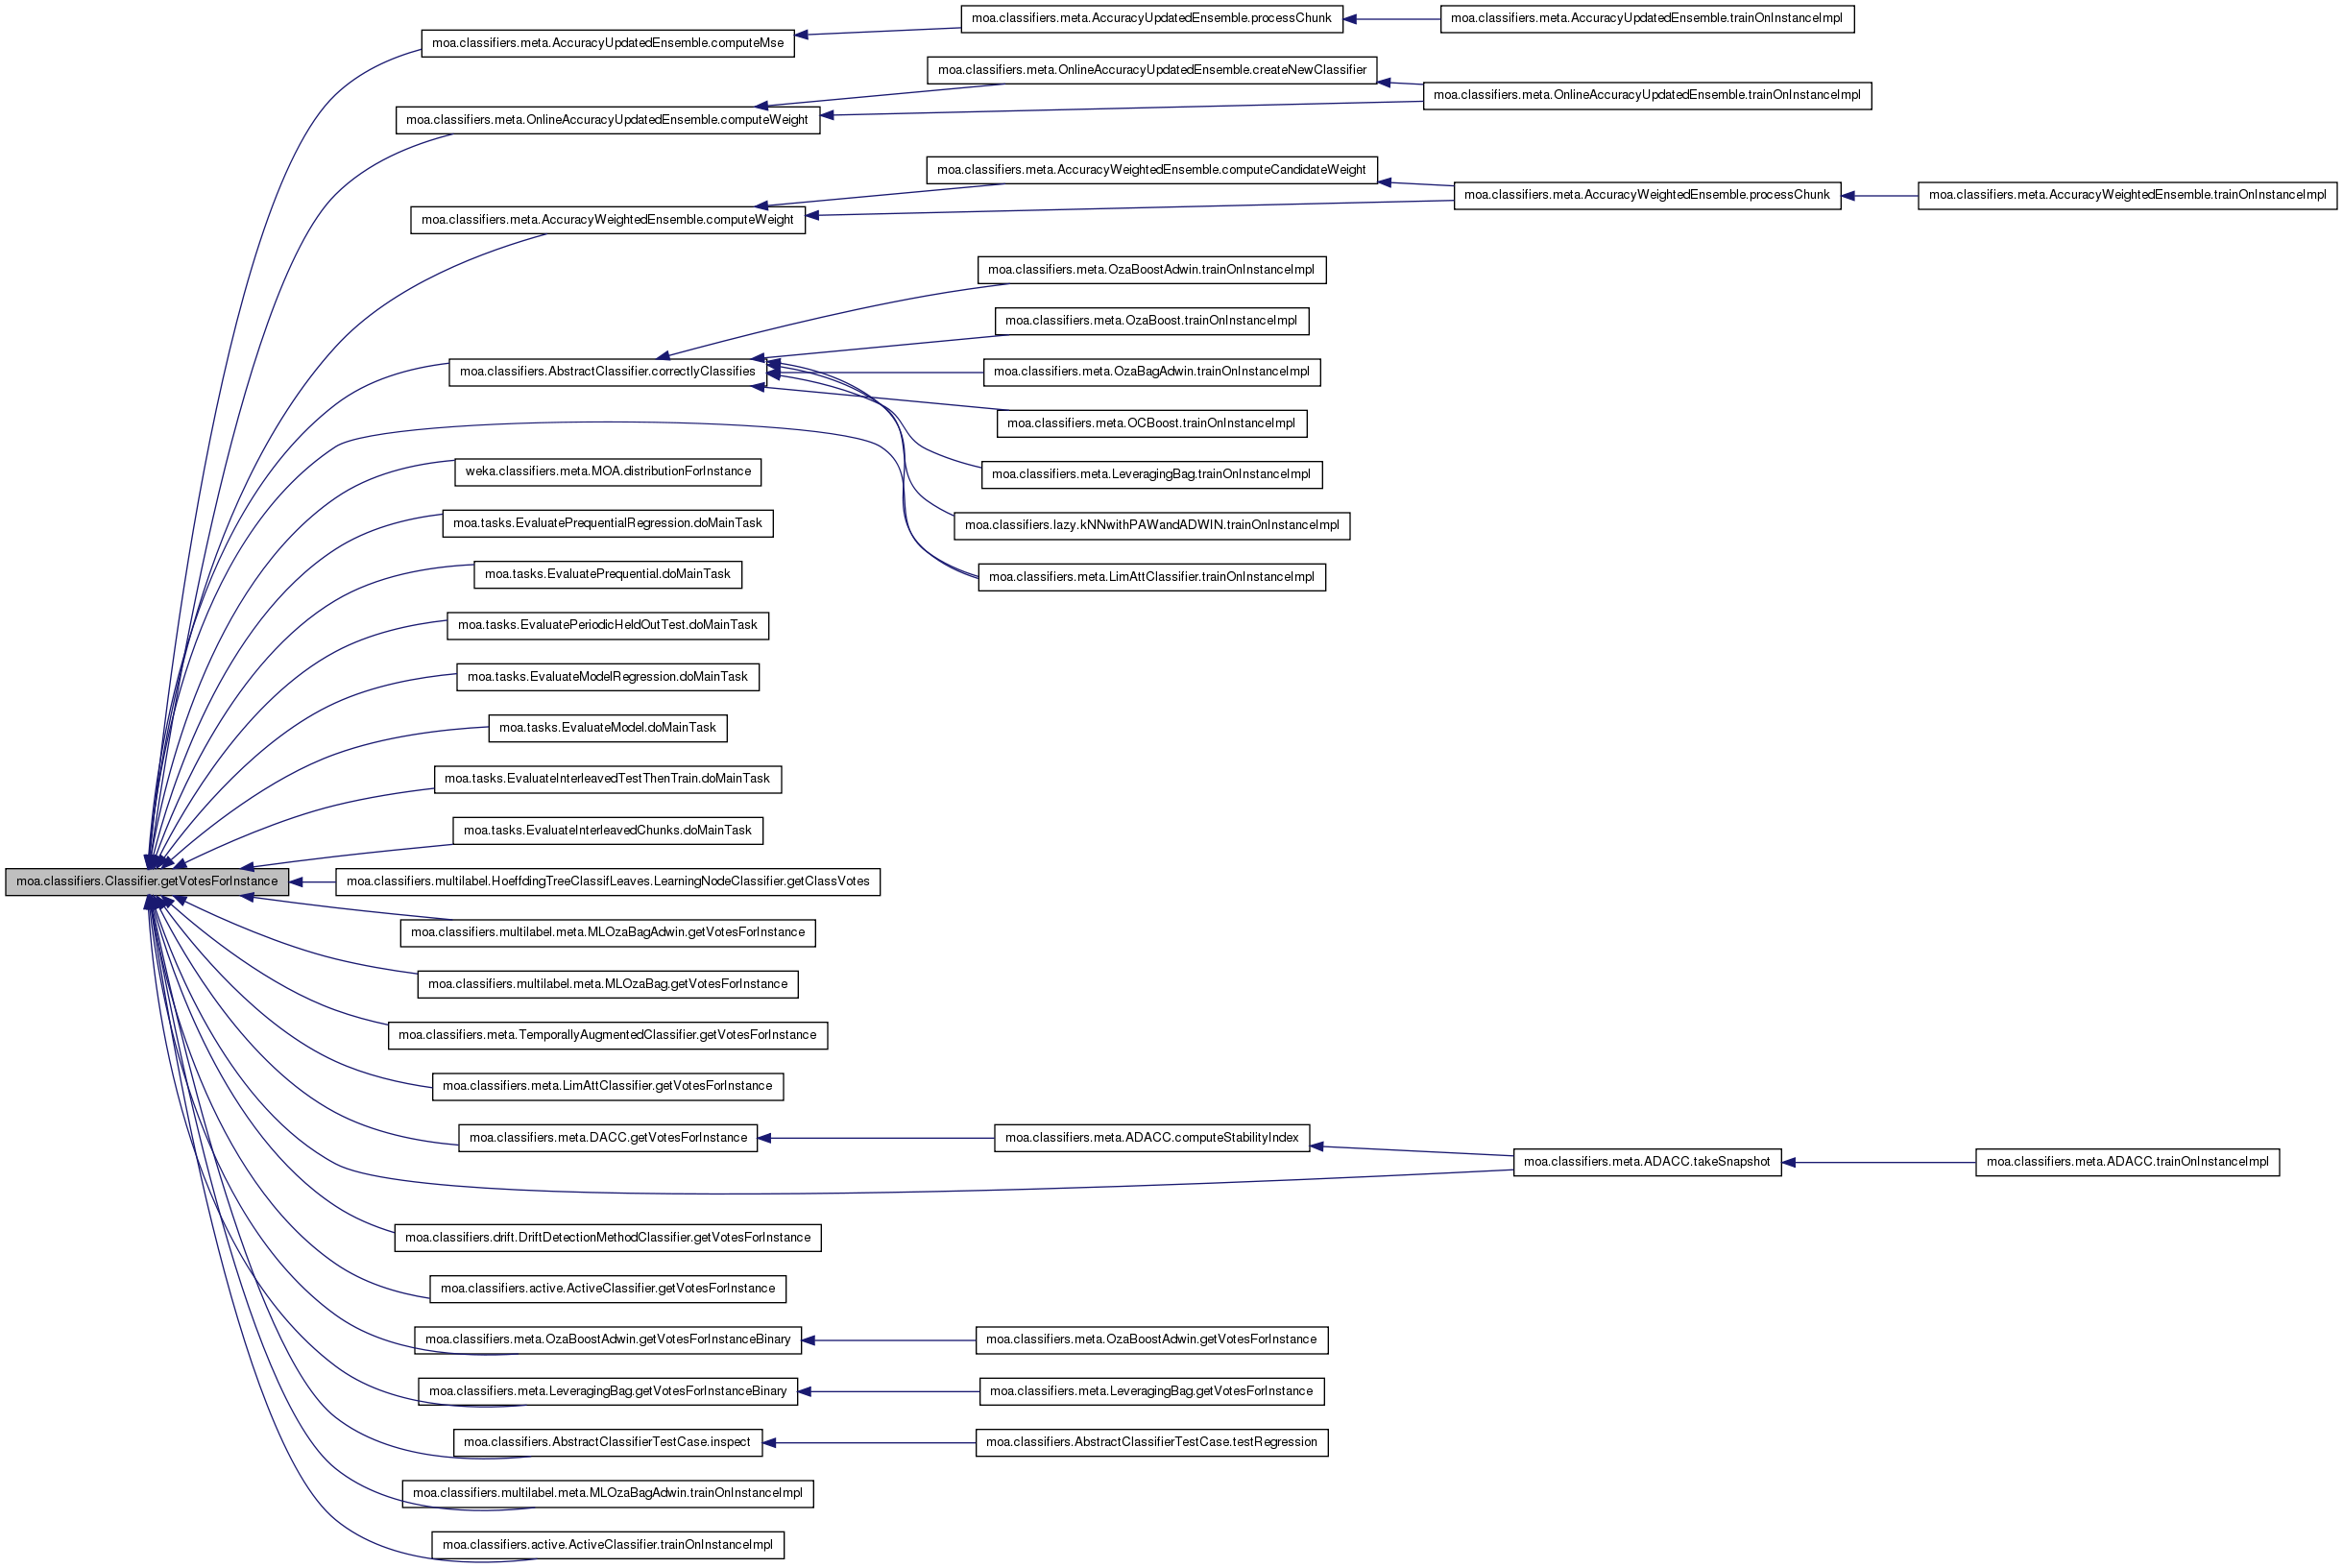 moa.classifiers.meta.AccuracyUpdatedEnsemble.processChunk
moa.classifiers.meta.AccuracyUpdatedEnsemble.trainOnInstanceImpl
moa.classifiers.meta.AccuracyUpdatedEnsemble.computeMse
moa.classifiers.meta.OnlineAccuracyUpdatedEnsemble.createNewClassifier
moa.classifiers.meta.OnlineAccuracyUpdatedEnsemble.trainOnInstanceImpl
moa.classifiers.meta.OnlineAccuracyUpdatedEnsemble.computeWeight
moa.classifiers.meta.AccuracyWeightedEnsemble.computeCandidateWeight
moa.classifiers.meta.AccuracyWeightedEnsemble.processChunk
moa.classifiers.meta.AccuracyWeightedEnsemble.trainOnInstanceImpl
moa.classifiers.meta.AccuracyWeightedEnsemble.computeWeight
moa.classifiers.meta.OzaBoostAdwin.trainOnInstanceImpl
moa.classifiers.meta.OzaBoost.trainOnInstanceImpl
moa.classifiers.AbstractClassifier.correctlyClassifies
moa.classifiers.meta.OzaBagAdwin.trainOnInstanceImpl
moa.classifiers.meta.OCBoost.trainOnInstanceImpl
weka.classifiers.meta.MOA.distributionForInstance
moa.classifiers.meta.LeveragingBag.trainOnInstanceImpl
moa.tasks.EvaluatePrequentialRegression.doMainTask
moa.classifiers.lazy.kNNwithPAWandADWIN.trainOnInstanceImpl
moa.tasks.EvaluatePrequential.doMainTask
moa.classifiers.meta.LimAttClassifier.trainOnInstanceImpl
moa.tasks.EvaluatePeriodicHeldOutTest.doMainTask
moa.tasks.EvaluateModelRegression.doMainTask
moa.tasks.EvaluateModel.doMainTask
moa.tasks.EvaluateInterleavedTestThenTrain.doMainTask
moa.tasks.EvaluateInterleavedChunks.doMainTask
moa.classifiers.Classifier.getVotesForInstance
moa.classifiers.multilabel.HoeffdingTreeClassifLeaves.LearningNodeClassifier.getClassVotes
moa.classifiers.multilabel.meta.MLOzaBagAdwin.getVotesForInstance
moa.classifiers.multilabel.meta.MLOzaBag.getVotesForInstance
moa.classifiers.meta.TemporallyAugmentedClassifier.getVotesForInstance
moa.classifiers.meta.LimAttClassifier.getVotesForInstance
moa.classifiers.meta.DACC.getVotesForInstance
moa.classifiers.meta.ADACC.computeStabilityIndex
moa.classifiers.meta.ADACC.takeSnapshot
moa.classifiers.meta.ADACC.trainOnInstanceImpl
moa.classifiers.drift.DriftDetectionMethodClassifier.getVotesForInstance
moa.classifiers.active.ActiveClassifier.getVotesForInstance
moa.classifiers.meta.OzaBoostAdwin.getVotesForInstanceBinary
moa.classifiers.meta.OzaBoostAdwin.getVotesForInstance
moa.classifiers.meta.LeveragingBag.getVotesForInstanceBinary
moa.classifiers.meta.LeveragingBag.getVotesForInstance
moa.classifiers.AbstractClassifierTestCase.inspect
moa.classifiers.AbstractClassifierTestCase.testRegression
moa.classifiers.multilabel.meta.MLOzaBagAdwin.trainOnInstanceImpl
moa.classifiers.active.ActiveClassifier.trainOnInstanceImpl